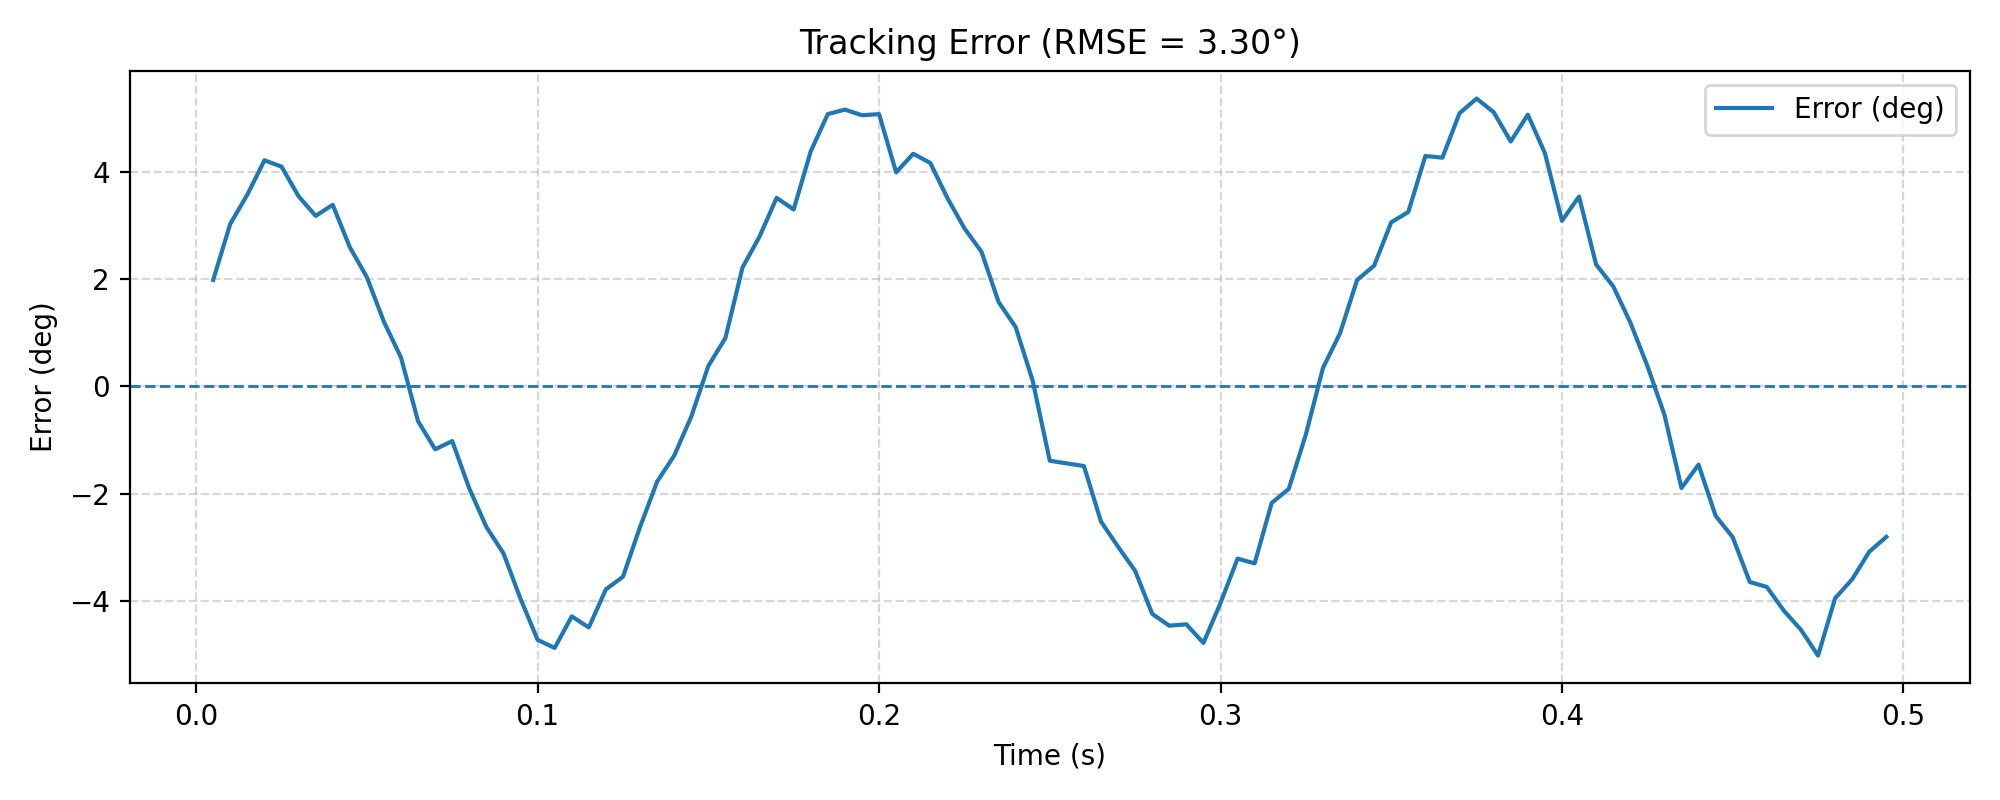 Tracking Error (RMSE = 3.30°)
Error (deg)
4
2
0
−2
−4
Error (deg)
0.0 0.1 0.2 0.3 0.4 0.5
Time (s)